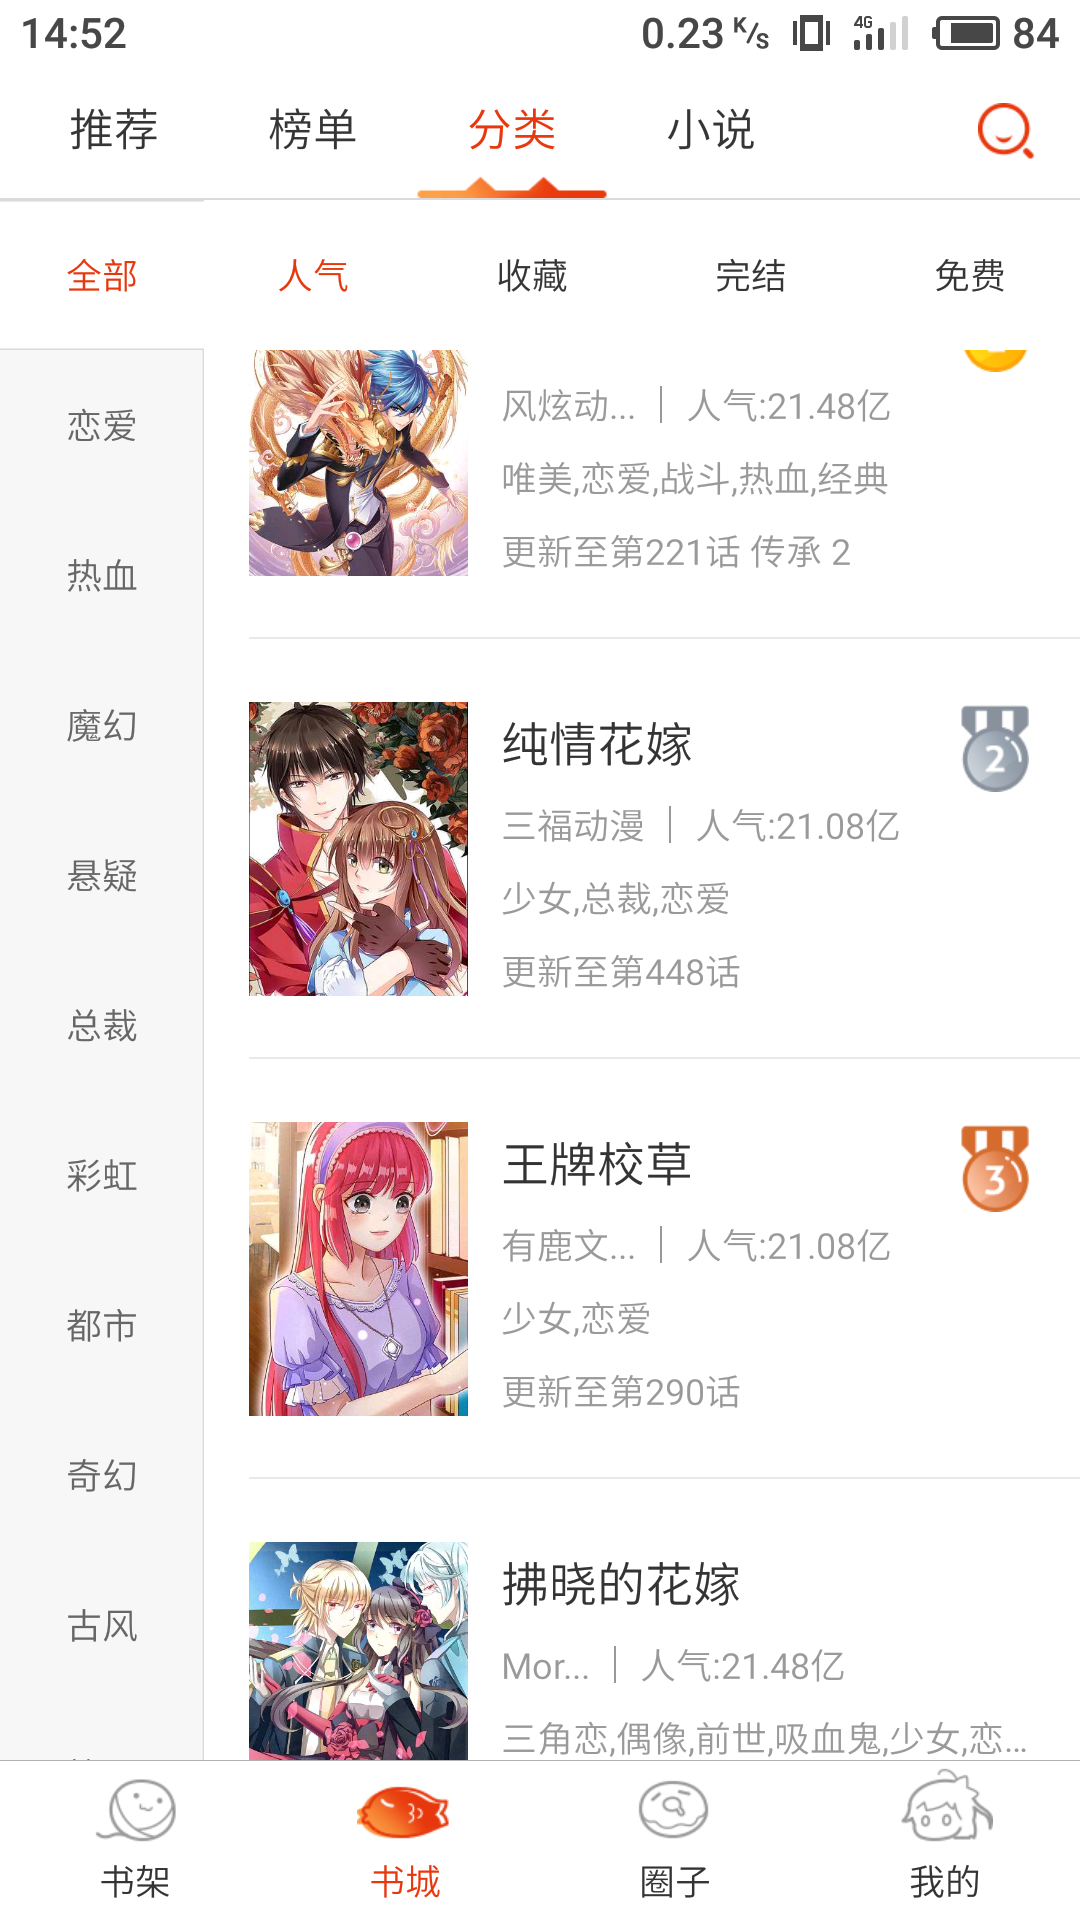 14:52
0.23 K/s 4G 84
推荐 榜单 分类 小说
全部 人气 收藏 完结 免费
恋爱
热血
魔幻
悬疑
总裁
彩虹
都市
奇幻
古风
风炫动... 人气:21.48亿
唯美,恋爱,战斗,热血,经典
更新至第221话 传承 2
纯情花嫁
2
三福动漫 人气:21.08亿
少女,总裁,恋爱
更新至第448话
王牌校草
3
有鹿文... 人气:21.08亿
少女,恋爱
更新至第290话
拂晓的花嫁
Mor... 人气:21.48亿
三角恋,偶像,前世,吸血鬼,少女,恋...
书架 书城 圈子 我的